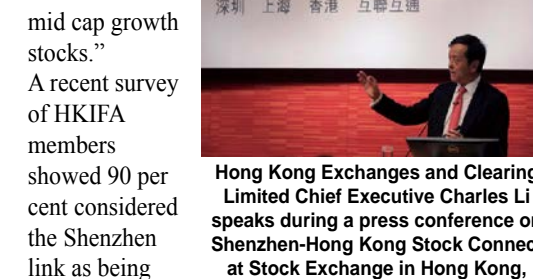 mid cap growth
stocks.”
A recent survey
of HKIFA
members
showed 90 per
cent considered
the Shenzhen
link as being
深圳 上海 香港 互聯互通
Hong Kong Exchanges and Clearing
Limited Chief Executive Charles Li
speaks during a press conference on
Shenzhen-Hong Kong Stock Connect
at Stock Exchange in Hong Kong,